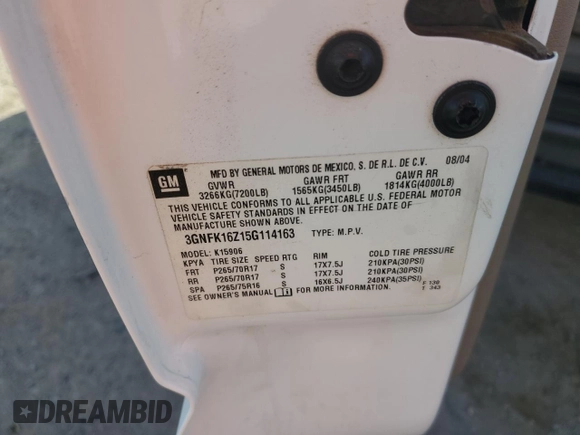 GM
MFD BY GENERAL MOTORS DE MEXICO, S. DE R.L. DE C.V. 08/04
GVWR GAWR FRT GAWR RR
3266KG(7200LB) 1565KG(3450LB) 1814KG(4000LB)
THIS VEHICLE CONFORMS TO ALL APPLICABLE U.S. FEDERAL MOTOR
VEHICLE SAFETY STANDARDS IN EFFECT ON THE DATE OF
MANUFACTURE SHOWN ABOVE.
3GNFK16Z15G114163 TYPE: M.P.V.
MODEL: K15906
KPYA TIRE SIZE SPEED RTG RIM COLD TIRE PRESSURE
FRT P265/70R17 S 17X7.5J 210KPA(30PSI)
RR P265/70R17 S 17X7.5J 210KPA(30PSI)
SPA P265/75R16 S 16X6.5J 240KPA(35PSI)
SEE OWNER'S MANUAL FOR MORE INFORMATION.
F 120
T 343
DREAMBID